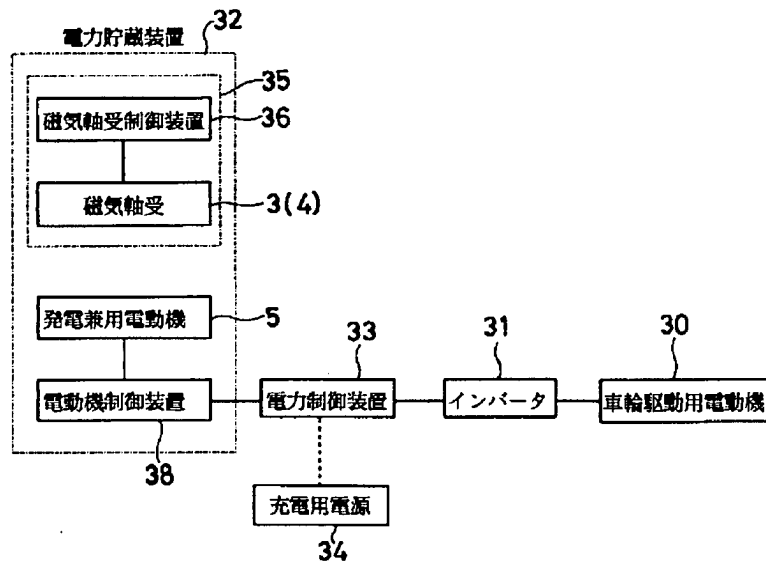 電力貯蔵装置
32
35
磁気軸受制御装置
36
磁気軸受
3(4)
発電兼用電動機
5
電動機制御装置
38
33
電力制御装置
31
インバータ
30
車輪駆動用電動機
充電用電源
34